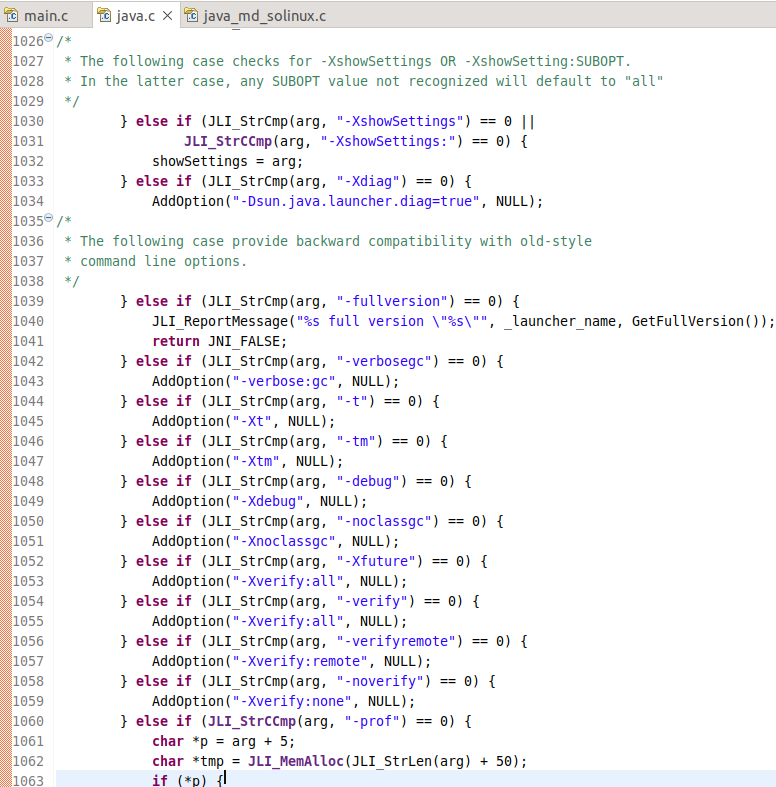 main.c java.c java_md_solinux.c
1026 /*
1027 * The following case checks for -XshowSettings OR -XshowSetting:SUBOPT.
1028 * In the latter case, any SUBOPT value not recognized will default to "all"
1029 */
1030 } else if (JLI_StrCmp(arg, "-XshowSettings") == 0 ||
1031 JLI_StrCCmp(arg, "-XshowSettings:") == 0) {
1032 showSettings = arg;
1033 } else if (JLI_StrCmp(arg, "-Xdiag") == 0) {
1034 AddOption("-Dsun.java.launcher.diag=true", NULL);
1035 /*
1036 * The following case provide backward compatibility with old-style
1037 * command line options.
1038 */
1039 } else if (JLI_StrCmp(arg, "-fullversion") == 0) {
1040 JLI_ReportMessage("%s full version \"%s\"", _launcher_name, GetFullVersion());
1041 return JNI_FALSE;
1042 } else if (JLI_StrCmp(arg, "-verbosegc") == 0) {
1043 AddOption("-verbose:gc", NULL);
1044 } else if (JLI_StrCmp(arg, "-t") == 0) {
1045 AddOption("-Xt", NULL);
1046 } else if (JLI_StrCmp(arg, "-tm") == 0) {
1047 AddOption("-Xtm", NULL);
1048 } else if (JLI_StrCmp(arg, "-debug") == 0) {
1049 AddOption("-Xdebug", NULL);
1050 } else if (JLI_StrCmp(arg, "-noclassgc") == 0) {
1051 AddOption("-Xnoclassgc", NULL);
1052 } else if (JLI_StrCmp(arg, "-Xfuture") == 0) {
1053 AddOption("-Xverify:all", NULL);
1054 } else if (JLI_StrCmp(arg, "-verify") == 0) {
1055 AddOption("-Xverify:all", NULL);
1056 } else if (JLI_StrCmp(arg, "-verifyremote") == 0) {
1057 AddOption("-Xverify:remote", NULL);
1058 } else if (JLI_StrCmp(arg, "-noverify") == 0) {
1059 AddOption("-Xverify:none", NULL);
1060 } else if (JLI_StrCCmp(arg, "-prof") == 0) {
1061 char *p = arg + 5;
1062 char *tmp = JLI_MemAlloc(JLI_StrLen(arg) + 50);
1063 if (*p) {